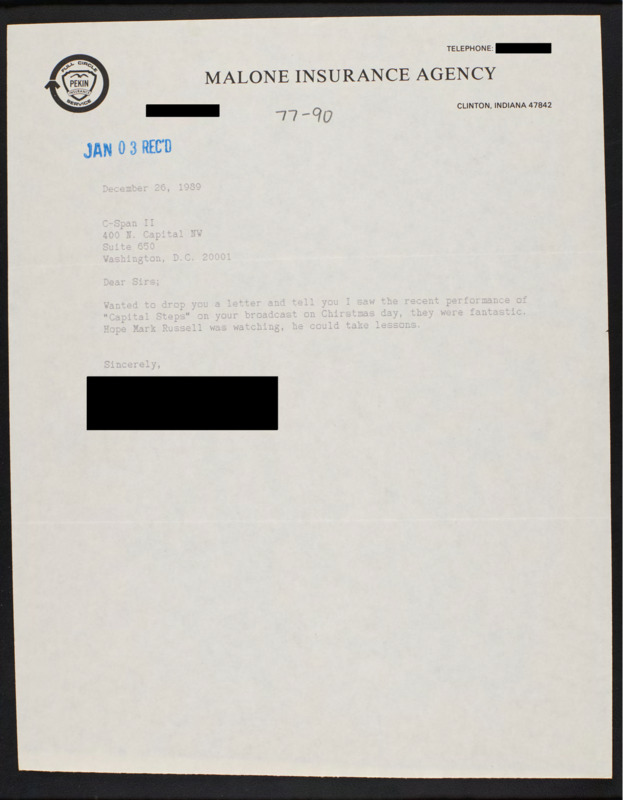 TELEPHONE:
FULL CIRCLE
PEKIN
INSURANCE
SERVICE
MALONE INSURANCE AGENCY
77-90
CLINTON, INDIANA 47842
JAN 03 REC'D
December 26, 1989
C-Span II
400 N. Capital NW
Suite 650
Washington, D.C. 20001
Dear Sirs;
Wanted to drop you a letter and tell you I saw the recent performance of
"Capital Steps" on your broadcast on Chirstmas day, they were fantastic.
Hope Mark Russell was watching, he could take lessons.
Sincerely,